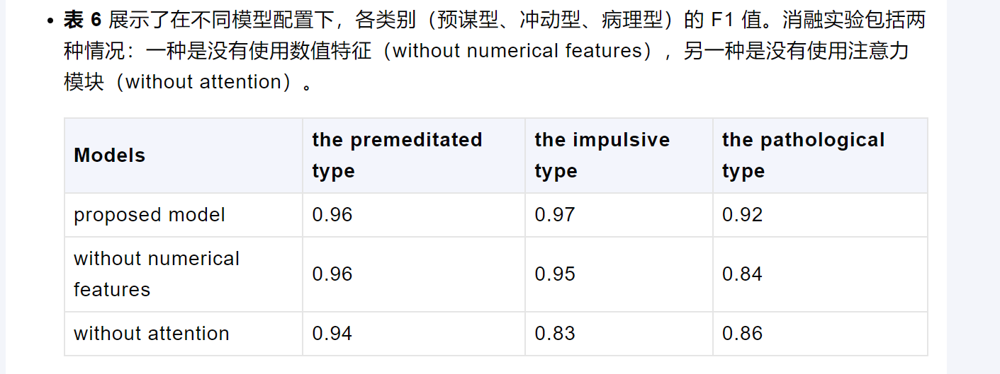 • 表 6 展示了在不同模型配置下，各类别（预谋型、冲动型、病理型）的 F1 值。消融实验包括两
种情况：一种是没有使用数值特征（without numerical features），另一种是没有使用注意力
模块（without attention）。
Models the premeditated type the impulsive type the pathological type
proposed model 0.96 0.97 0.92
without numerical features 0.96 0.95 0.84
without attention 0.94 0.83 0.86